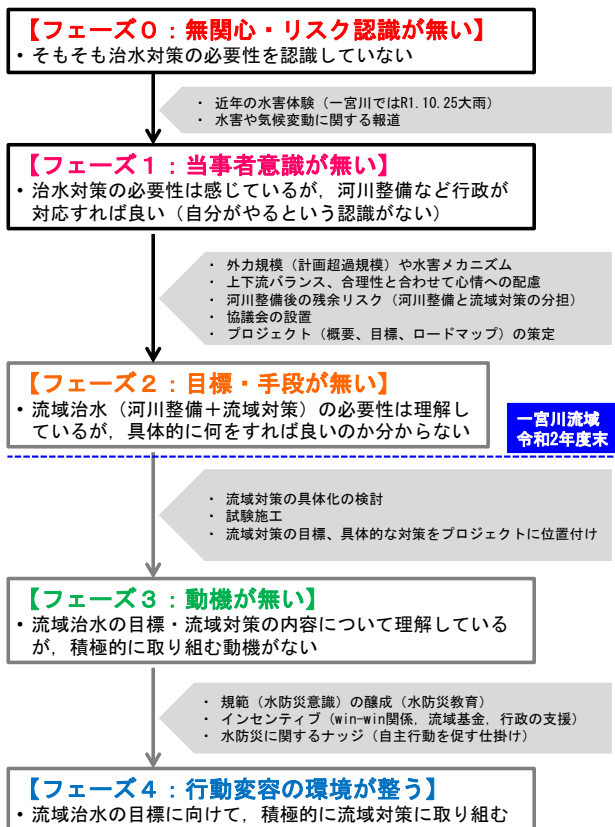 【フェーズ０：無関心・リスク認識が無い】
・そもそも治水対策の必要性を認識していない
・ 近年の水害体験（一宮川ではR1.10.25大雨）
・ 水害や気候変動に関する報道
【フェーズ１：当事者意識が無い】
・治水対策の必要性は感じているが，河川整備など行政が
対応すれば良い（自分がやるという認識がない）
・ 外力規模（計画超過規模）や水害メカニズム
・ 上下流バランス、合理性と合わせて心情への配慮
・ 河川整備後の残余リスク（河川整備と流域対策の分担）
・ 協議会の設置
・ プロジェクト（概要、目標、ロードマップ）の策定
【フェーズ２：目標・手段が無い】
・流域治水（河川整備＋流域対策）の必要性は理解し
ているが，具体的に何をすれば良いのか分からない
一宮川流域
令和2年度末
・ 流域対策の具体化の検討
・ 試験施工
・ 流域対策の目標、具体的な対策をプロジェクトに位置付け
【フェーズ３：動機が無い】
・流域治水の目標・流域対策の内容について理解している
が，積極的に取り組む動機がない
・ 規範（水防災意識）の醸成（水防災教育）
・ インセンティブ（win-win関係，流域基金，行政の支援）
・ 水防災に関するナッジ（自主行動を促す仕掛け）
【フェーズ４：行動変容の環境が整う】
・流域治水の目標に向けて，積極的に流域対策に取り組む